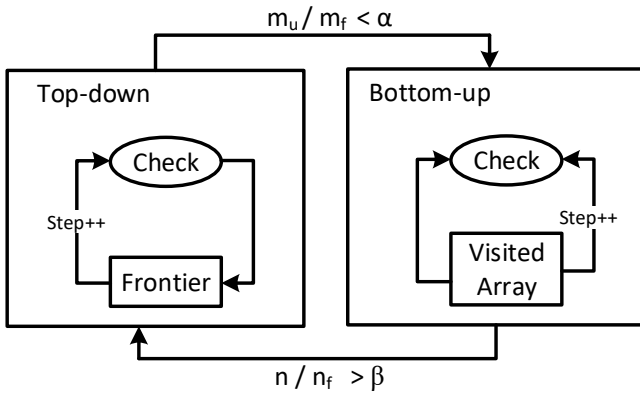 m_u / m_f < α
Top-down
Check
Step++
Frontier
Bottom-up
Check
Step++
Visited
Array
n / n_f > β